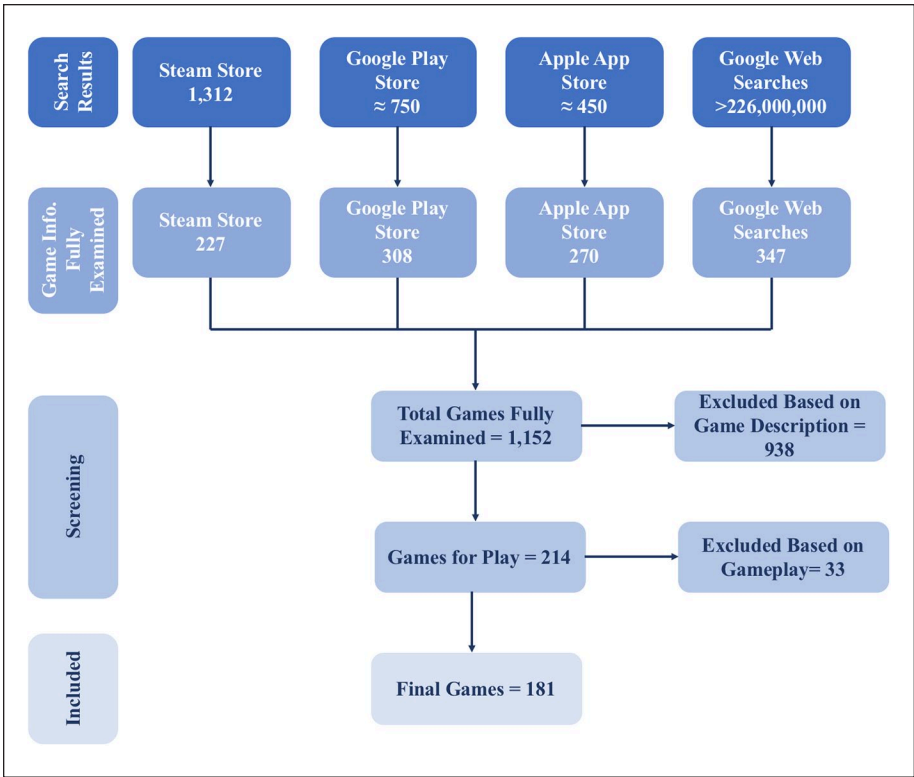 Search
Results
Steam Store
1,312
Google Play
Store
≈ 750
Apple App
Store
≈ 450
Google Web
Searches
>226,000,000
Game Info.
Fully
Examined
Steam Store
227
Google Play
Store
308
Apple App
Store
270
Google Web
Searches
347
Screening
Total Games Fully
Examined = 1,152
Excluded Based on
Game Description =
938
Games for Play = 214
Excluded Based on
Gameplay= 33
Included
Final Games = 181